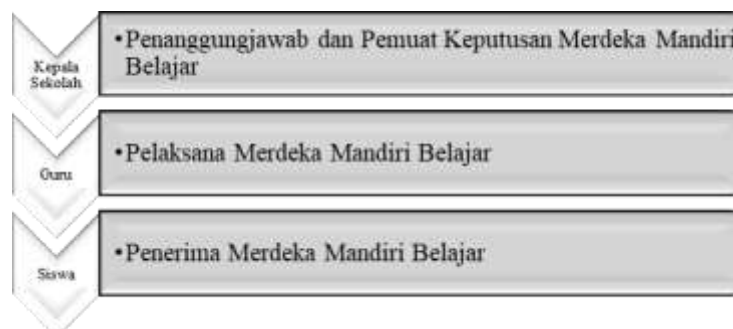 Kepala
Sekolah
•Penanggungjawab dan Pemuat Keputusan Merdeka Mandiri
Belajar
Guru
•Pelaksana Merdeka Mandiri Belajar
Siswa
•Penerima Merdeka Mandiri Belajar